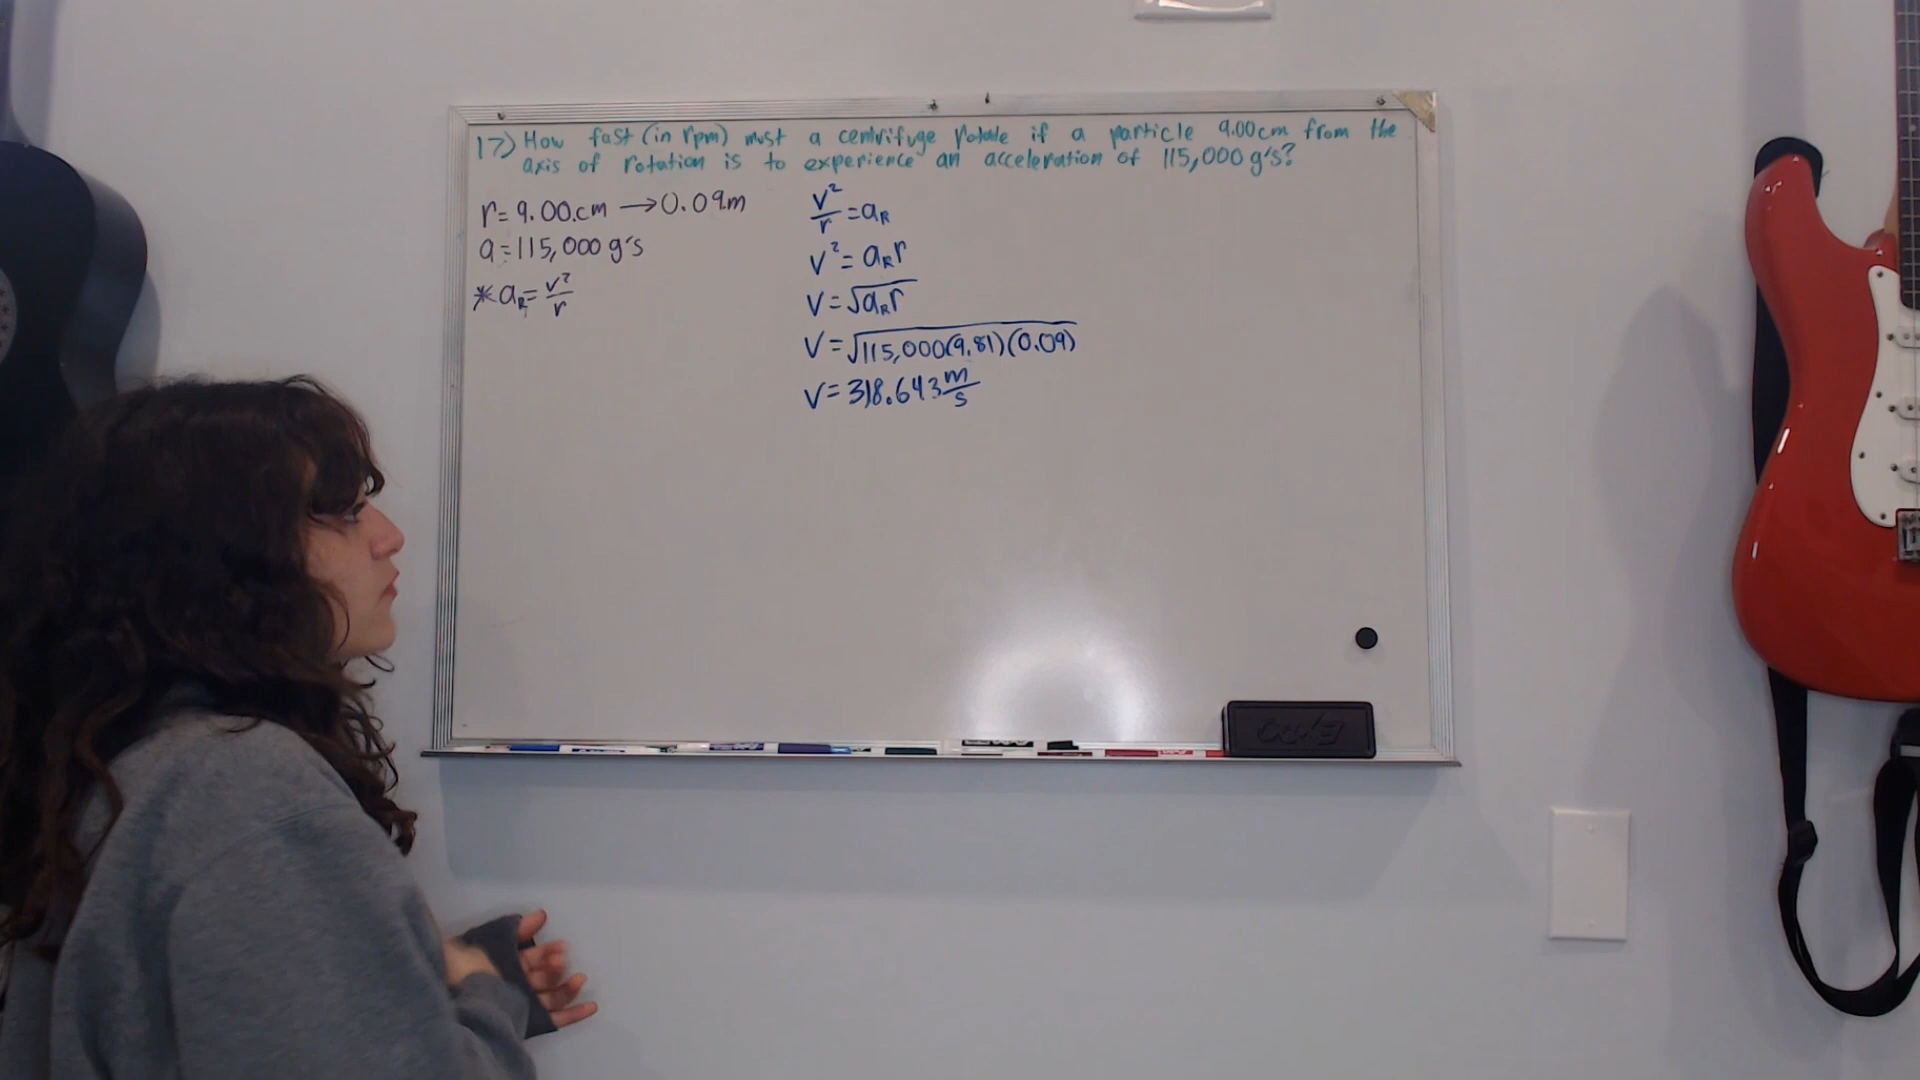 17) How fast (in rpm) must a centrifuge rotate if a particle 9.00cm from the
axis of rotation is to experience an acceleration of 115,000 g's?
r = 9.00.cm → 0.09m
a = 115,000 g's
* a_R = v²/r
v²/r = a_R
v² = a_R r
v = √a_R r
v = √115,000(9.81)(0.09)
v = 318.643 m/s
EXPO